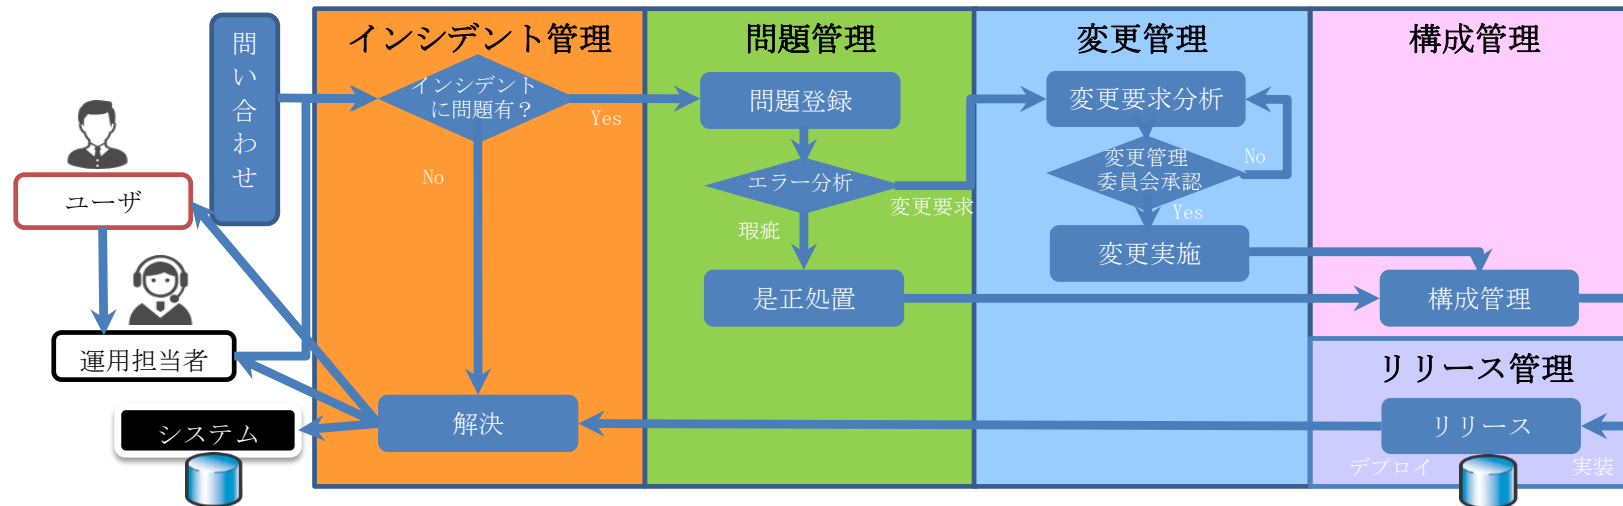 問い合わせ
ユーザ
運用担当者
システム
インシデント管理
インシデント
に問題有？
Yes
No
解決
問題管理
問題登録
エラー分析
変更要求
瑕疵
是正処置
変更管理
変更要求分析
変更管理
委員会承認
No
Yes
変更実施
構成管理
構成管理
リリース管理
リリース
デプロイ
実装